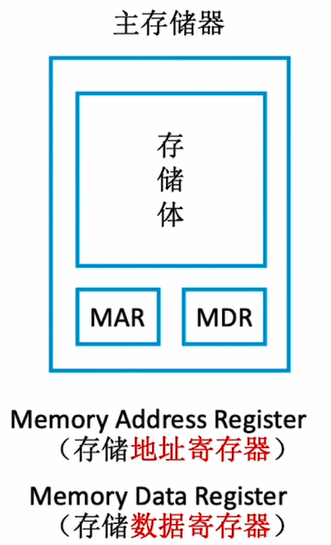 主存储器
存
储
体
MAR
MDR
Memory Address Register
（存储地址寄存器）
Memory Data Register
（存储数据寄存器）